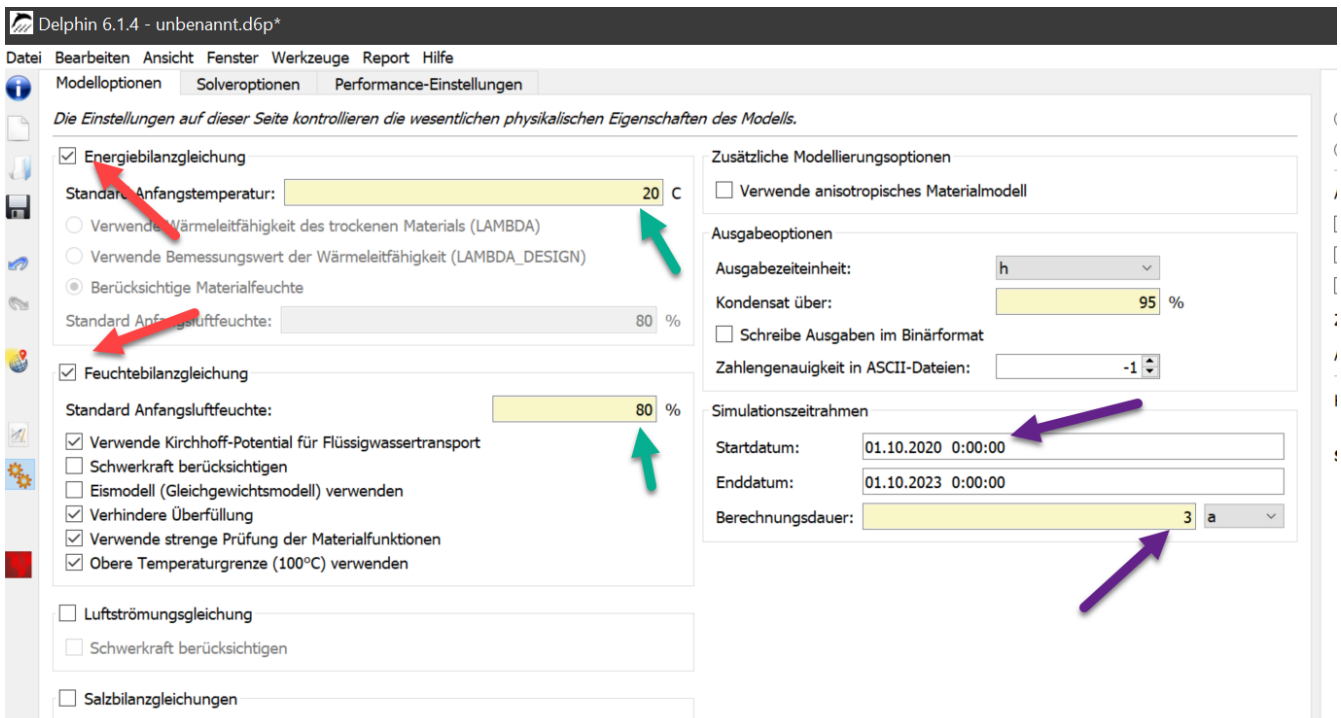 Delphin 6.1.4 - unbenannt.d6p*
Datei Bearbeiten Ansicht Fenster Werkzeuge Report Hilfe
Modelloptionen Solveroptionen Performance-Einstellungen
Die Einstellungen auf dieser Seite kontrollieren die wesentlichen physikalischen Eigenschaften des Modells.
Energiebilanzgleichung
Standard Anfangstemperatur: 20 C
Verwende Wärmeleitfähigkeit des trockenen Materials (LAMBDA)
Verwende Bemessungswert der Wärmeleitfähigkeit (LAMBDA_DESIGN)
Berücksichtige Materialfeuchte
Standard Anfangsluftfeuchte: 80 %
Feuchtebilanzgleichung
Standard Anfangsluftfeuchte: 80 %
Verwende Kirchhoff-Potential für Flüssigwassertransport
Schwerkraft berücksichtigen
Eismodell (Gleichgewichtsmodell) verwenden
Verhindere Überfüllung
Verwende strenge Prüfung der Materialfunktionen
Obere Temperaturgrenze (100°C) verwenden
Luftströmungsgleichung
Schwerkraft berücksichtigen
Salzbilanzgleichungen
Zusätzliche Modellierungsoptionen
Verwende anisotropisches Materialmodell
Ausgabeoptionen
Ausgabezeiteinheit: h
Kondensat über: 95 %
Schreibe Ausgaben im Binärformat
Zahlengenauigkeit in ASCII-Dateien: -1
Simulationszeitrahmen
Startdatum: 01.10.2020 0:00:00
Enddatum: 01.10.2023 0:00:00
Berechnungsdauer: 3 a